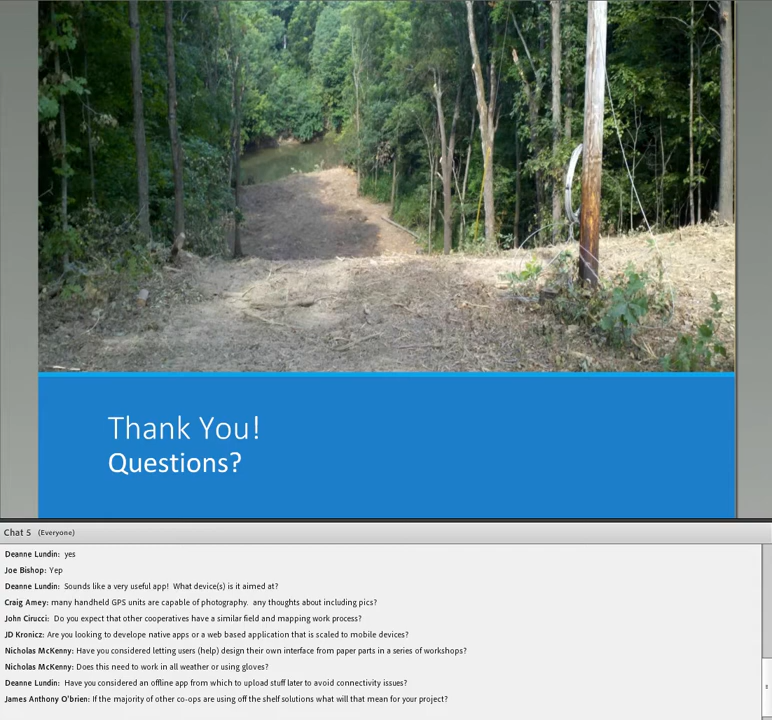 Thank You!
Questions?
Chat 5 (Everyone)
Deanne Lundin: yes
Joe Bishop: Yep
Deanne Lundin: Sounds like a very useful app! What device(s) is it aimed at?
Craig Amey: many handheld GPS units are capable of photography. any thoughts about including pics?
John Cirucci: Do you expect that other cooperatives have a similar field and mapping work process?
JD Kronicz: Are you looking to develope native apps or a web based application that is scaled to mobile devices?
Nicholas McKenny: Have you considered letting users (help) design their own interface from paper parts in a series of workshops?
Nicholas McKenny: Does this need to work in all weather or using gloves?
Deanne Lundin: Have you considered an offline app from which to upload stuff later to avoid connectivity issues?
James Anthony O'brien: If the majority of other co-ops are using off the shelf solutions what will that mean for your project?